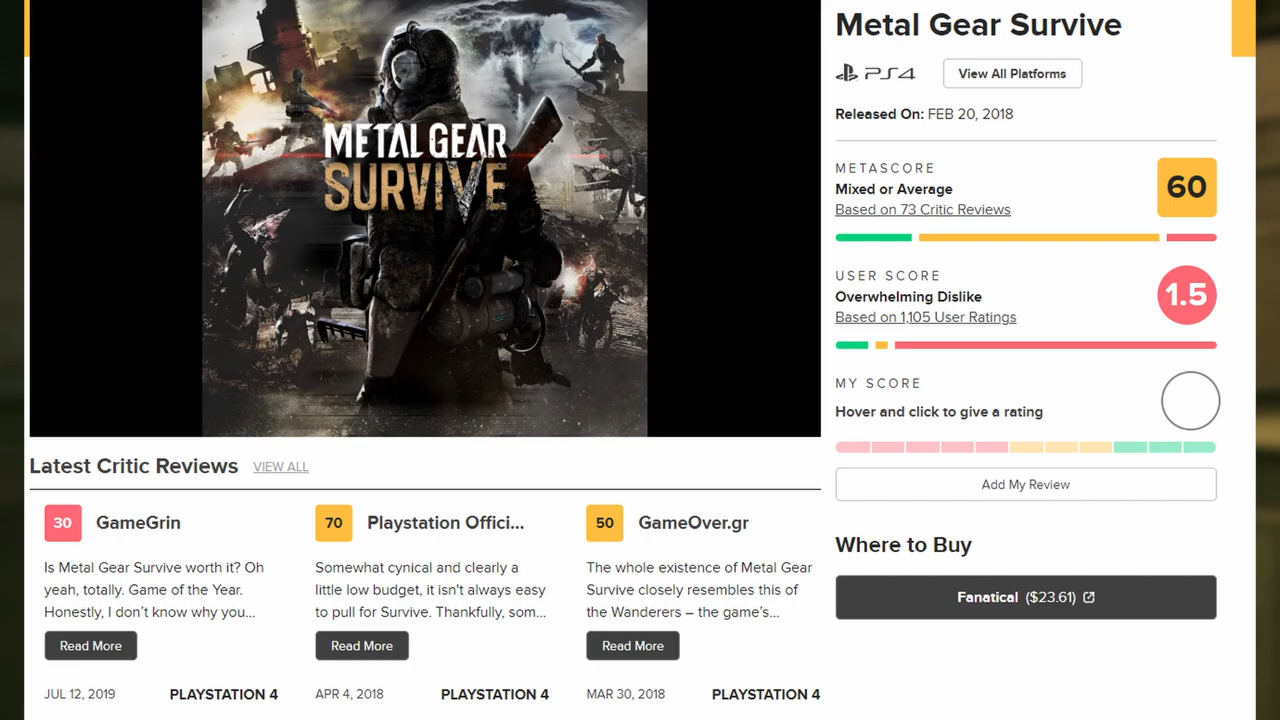 METAL GEAR
SURVIVE
Metal Gear Survive
PS4
View All Platforms
Released On: FEB 20, 2018
METASCORE
Mixed or Average
Based on 73 Critic Reviews
60
USER SCORE
Overwhelming Dislike
Based on 1,105 User Ratings
1.5
MY SCORE
Hover and click to give a rating
Add My Review
Where to Buy
Fanatical ($23.61)
Latest Critic Reviews VIEW ALL
30 GameGrin
Is Metal Gear Survive worth it? Oh
yeah, totally. Game of the Year.
Honestly, I don’t know why you...
Read More
JUL 12, 2019 PLAYSTATION 4
70 Playstation Offici...
Somewhat cynical and clearly a
little low budget, it isn't always easy
to pull for Survive. Thankfully, som...
Read More
APR 4, 2018 PLAYSTATION 4
50 GameOver.gr
The whole existence of Metal Gear
Survive closely resembles this of
the Wanderers – the game’s...
Read More
MAR 30, 2018 PLAYSTATION 4